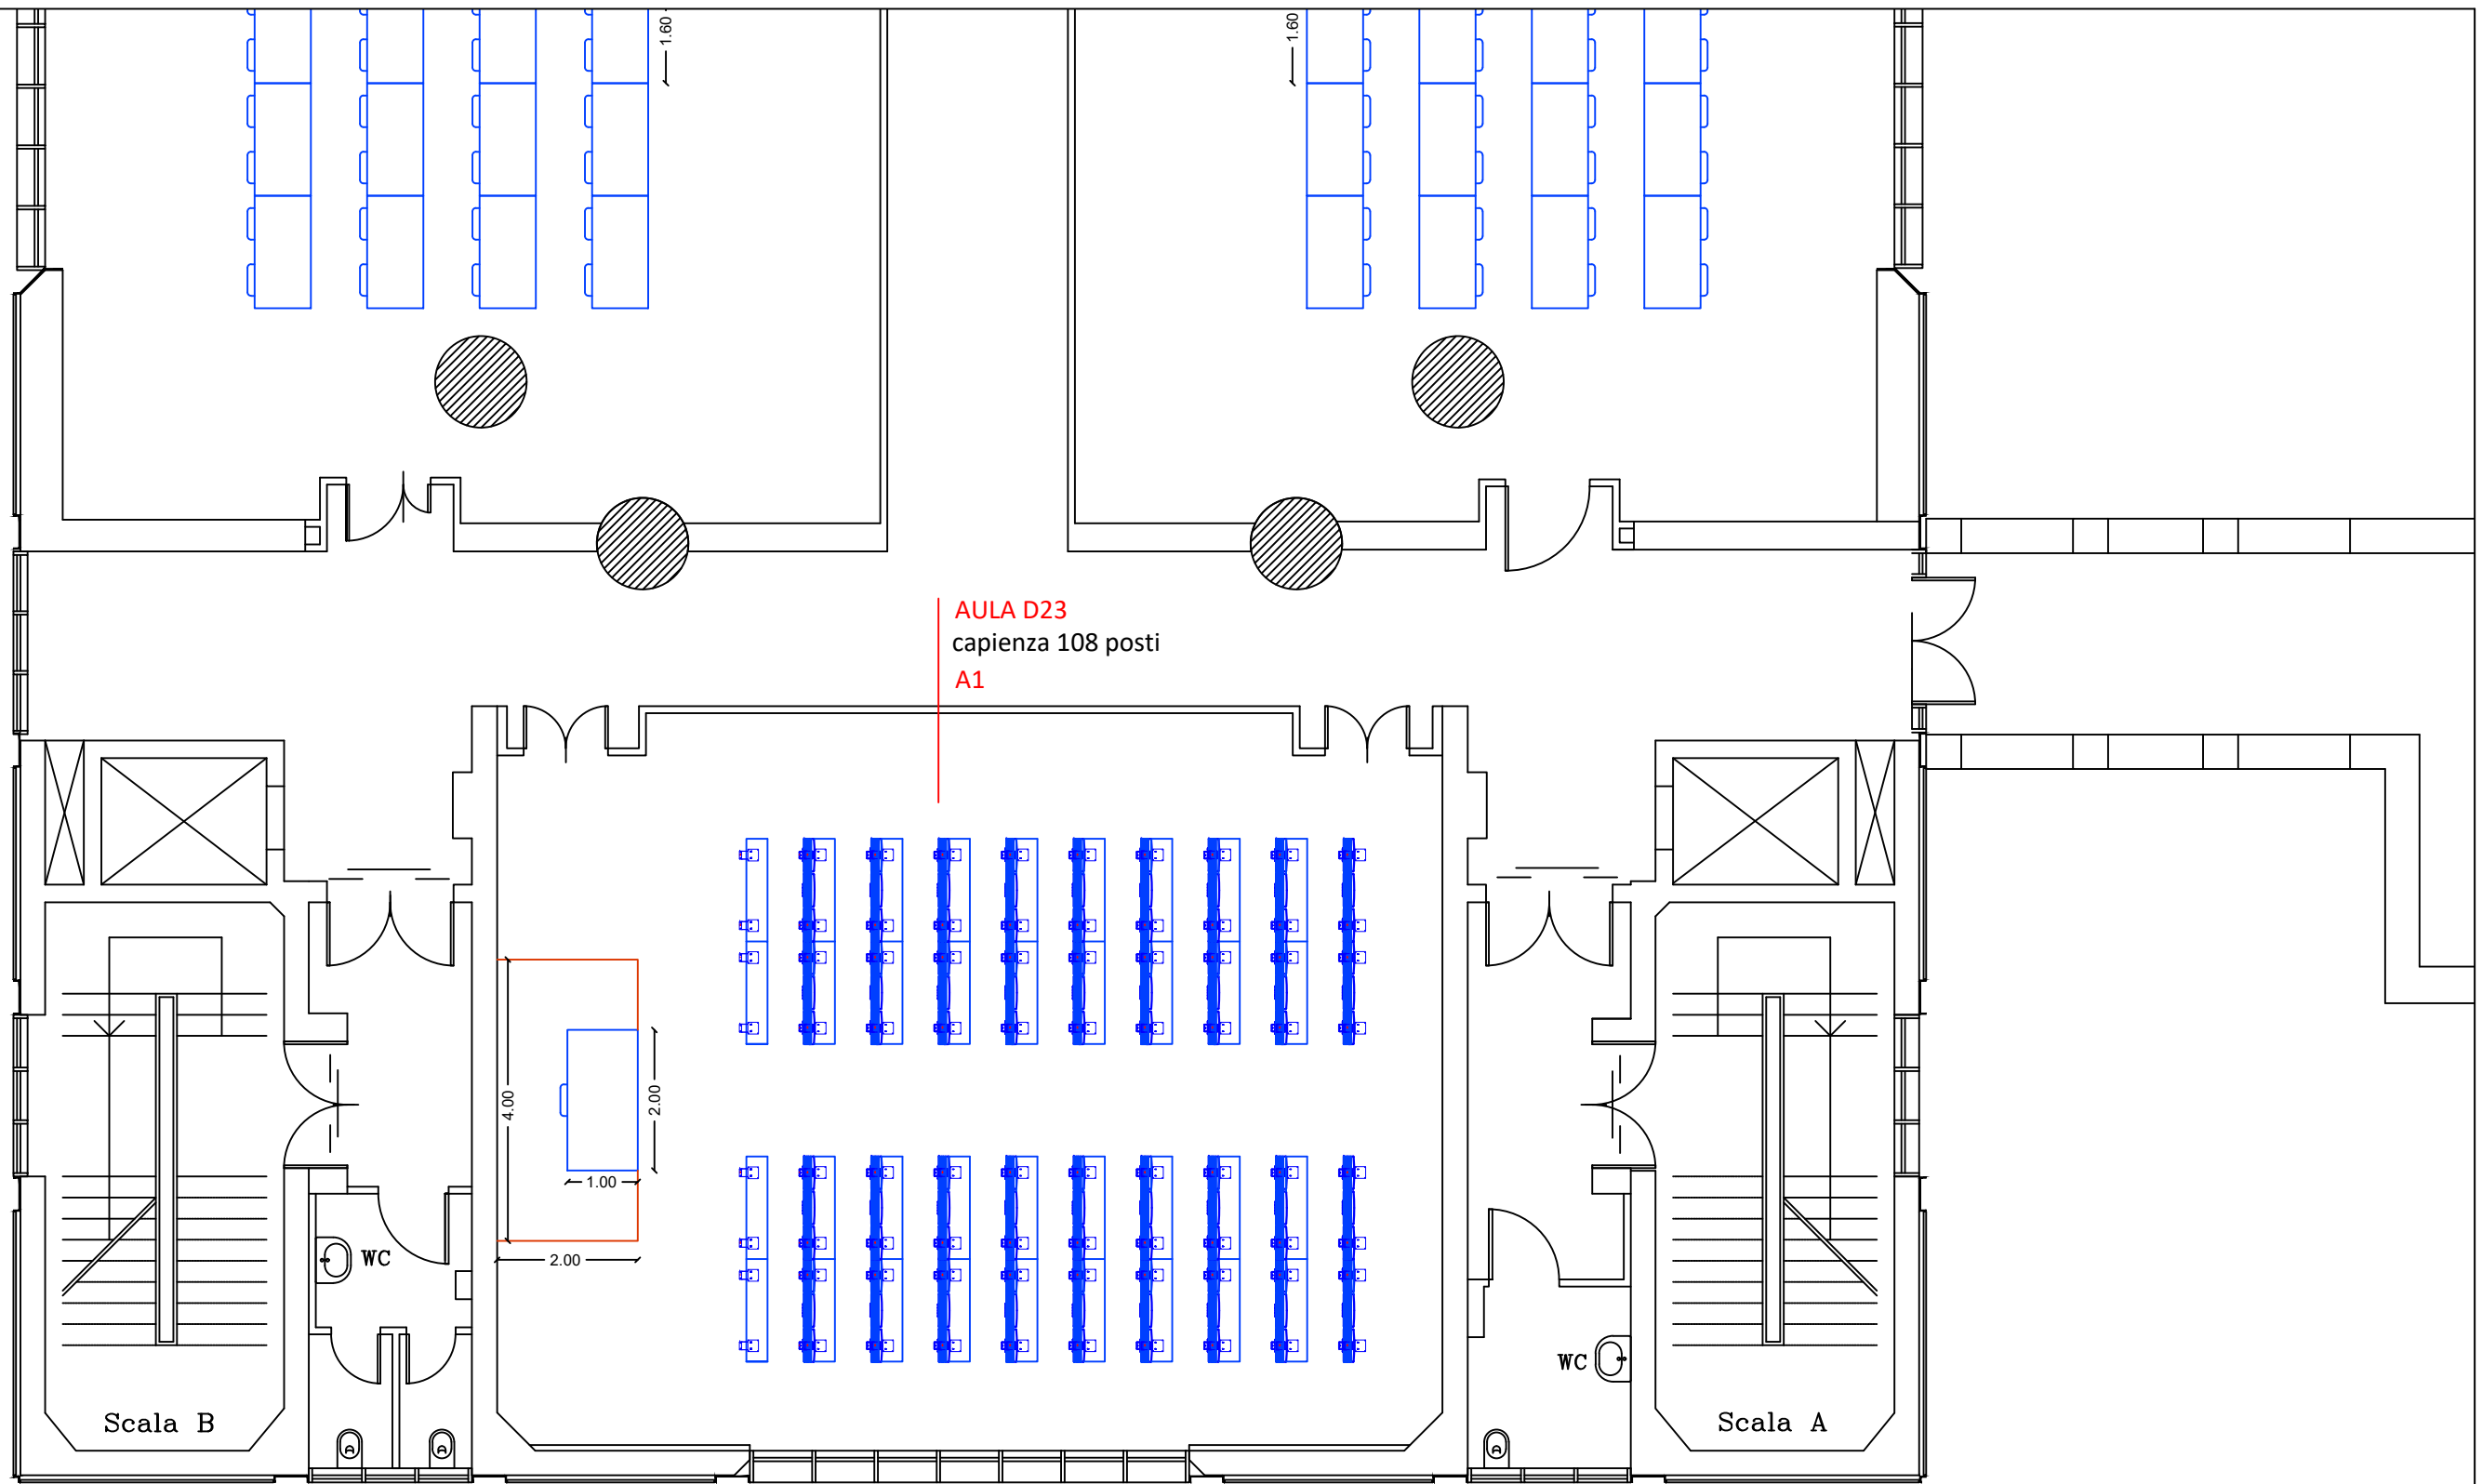 1.60
1.60
AULA D23
capienza 108 posti
A1
4.00
2.00
1.00
2.00
WC
WC
Scala B
Scala A